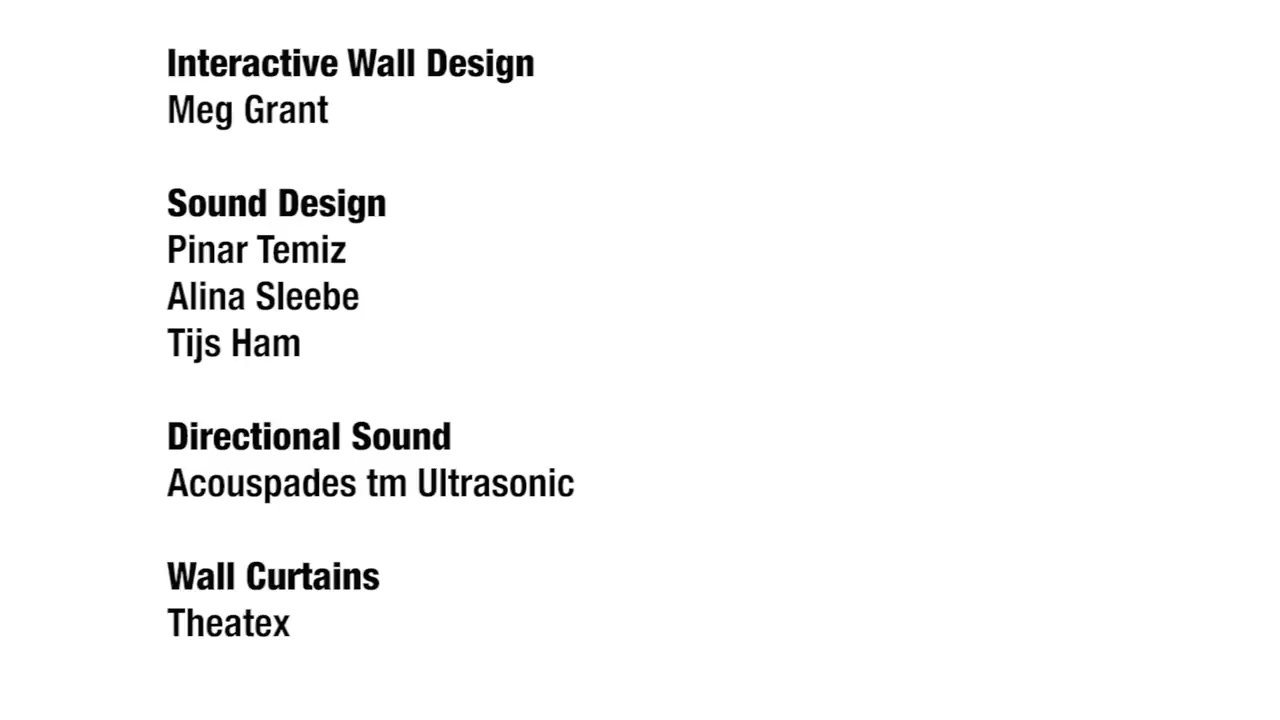 Interactive Wall Design
Meg Grant
Sound Design
Pinar Temiz
Alina Sleebe
Tijs Ham
Directional Sound
Acouspades tm Ultrasonic
Wall Curtains
Theatex